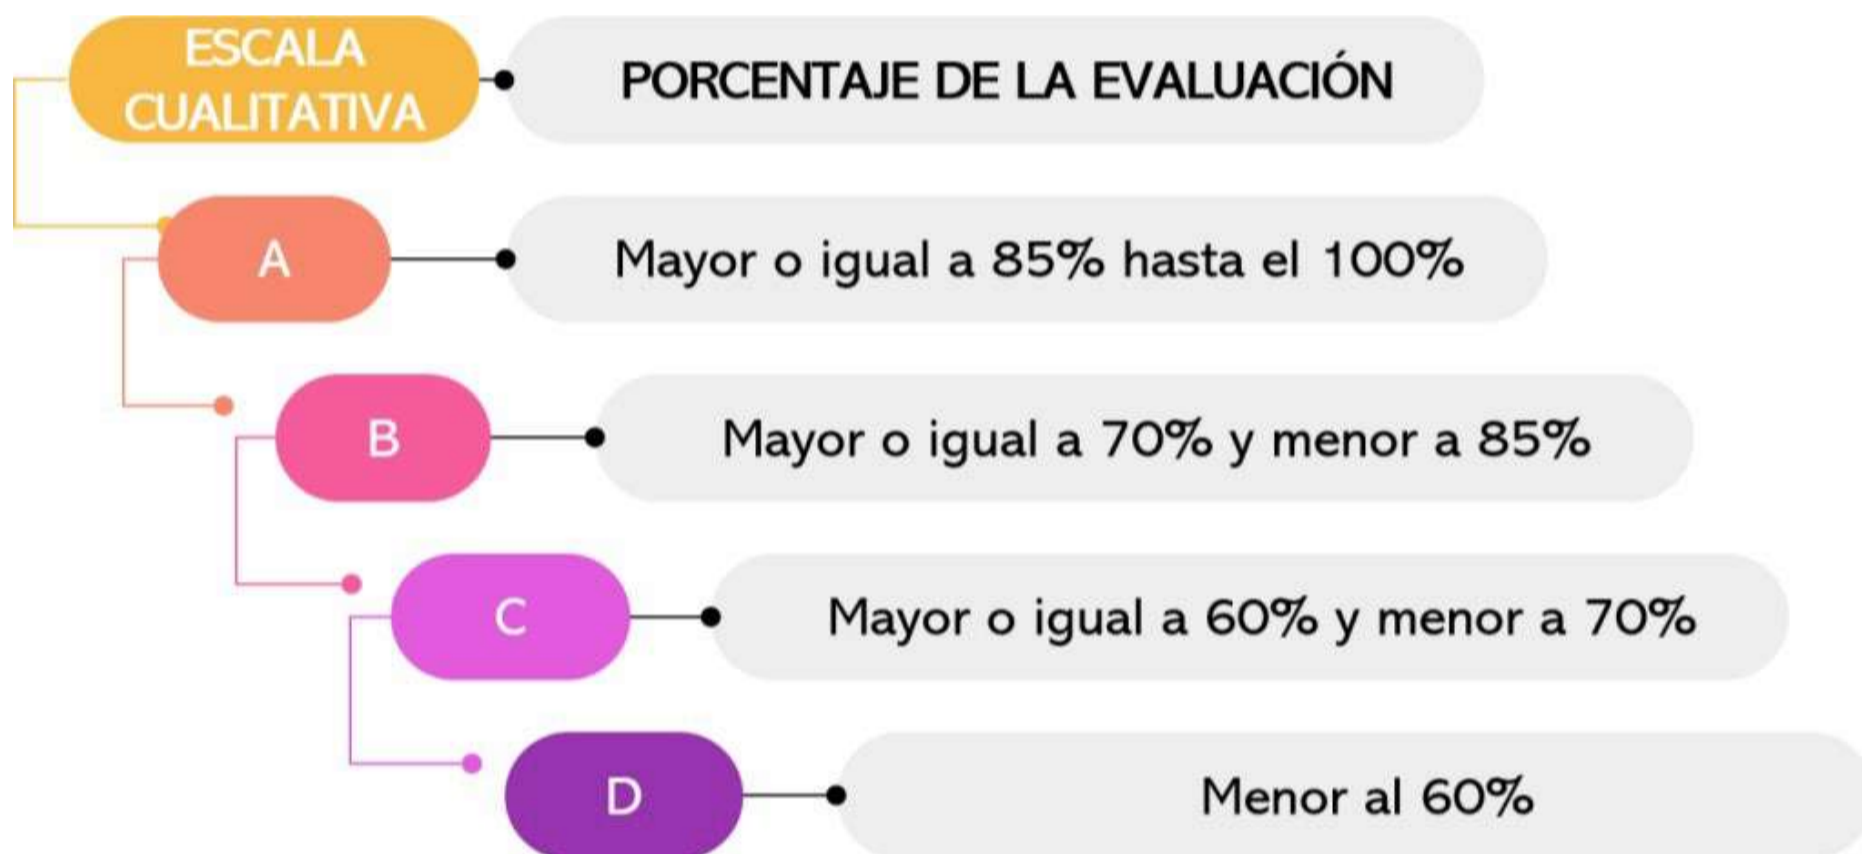 ESCALA
CUALITATIVA
PORCENTAJE DE LA EVALUACIÓN
A
Mayor o igual a 85% hasta el 100%
B
Mayor o igual a 70% y menor a 85%
C
Mayor o igual a 60% y menor a 70%
D
Menor al 60%